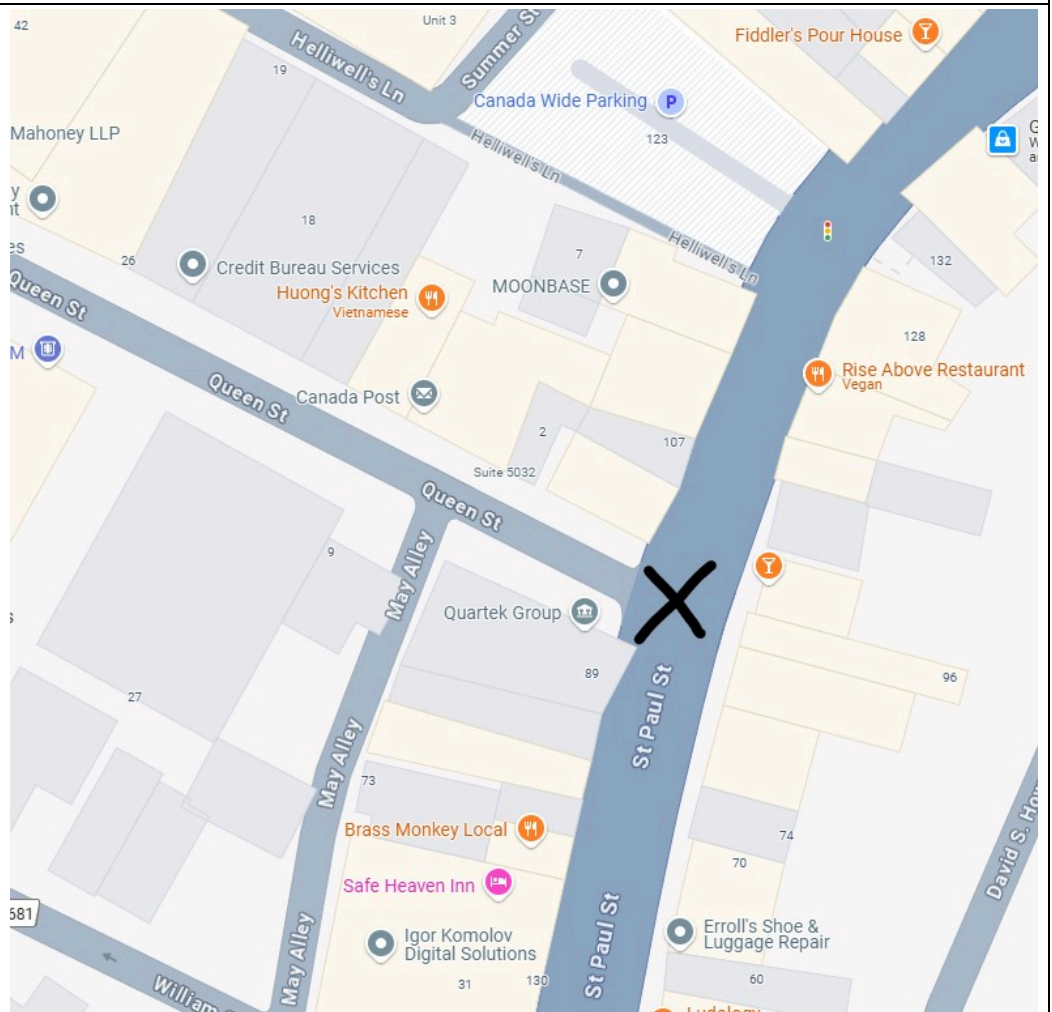 42
Unit 3
Fiddler's Pour House
Helliwell's Ln
Summer St
19
Canada Wide Parking
P
123
Mahoney LLP
Helliwell's Ln
18
7
Helliwell's Ln
132
26
Credit Bureau Services
Huong's Kitchen
Vietnamese
MOONBASE
Queen St
M
128
Rise Above Restaurant
Vegan
Queen St
Canada Post
2
107
Suite 5032
Queen St
9
May Alley
Quartek Group
89
96
27
St Paul St
May Alley
73
Brass Monkey Local
74
70
Safe Heaven Inn
David S. Ho
681
Igor Komolov
Digital Solutions
Erroll's Shoe &
Luggage Repair
May Alley
St Paul St
31
130
60
William